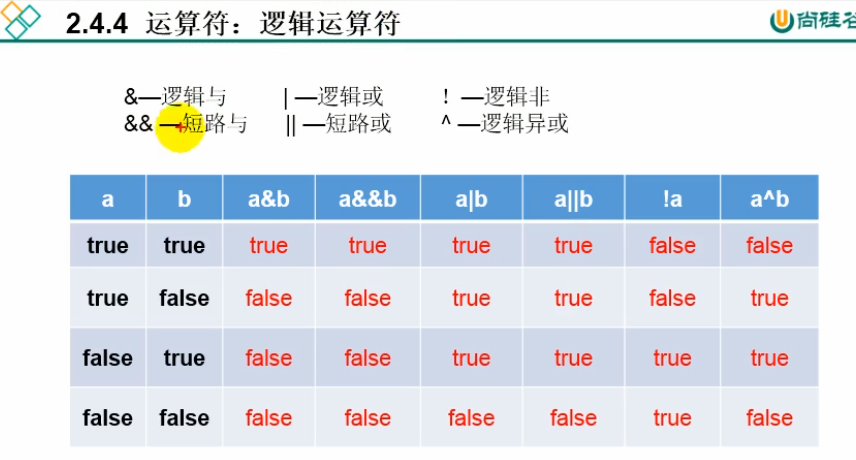 2.4.4 运算符：逻辑运算符
尚硅谷
&—逻辑与 | —逻辑或 ！—逻辑非
&& —短路与 || —短路或 ^ —逻辑异或
a b a&b a&&b a|b a||b !a a^b
true true true true true true false false
true false false false true true false true
false true false false true true true true
false false false false false false true false